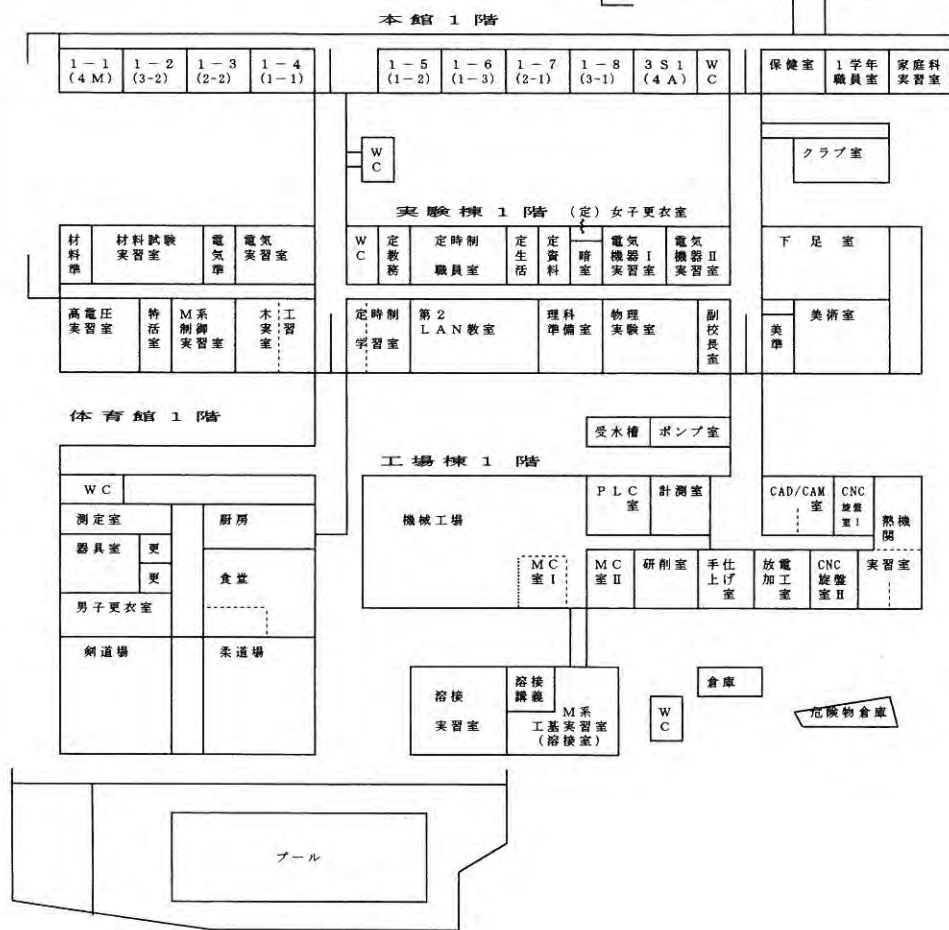 本館1階
1-1
(4M)
1-2
(3-2)
1-3
(2-2)
1-4
(1-1)
1-5
(1-2)
1-6
(1-3)
1-7
(2-1)
1-8
(3-1)
3S1
(4A)
WC
保健室
1学年
職員室
家庭科
実習室
WC
クラブ室
実験棟1階
(定)女子更衣室
材料準
材料試験
実習室
電気準
電気
実習室
WC
定教務
定時制
職員室
定生活
定資料
暗室
電気
機器I
実習室
電気
機器II
実習室
下足室
高電圧
実習室
特活室
M系
制御
実習室
木工
実習室
定時制
学習室
第2
LAN教室
理科
準備室
物理
実験室
副校長室
美準
美術室
体育館1階
受水槽
ポンプ室
工場棟1階
WC
測定室
厨房
器具室
更
更
食堂
男子更衣室
剣道場
柔道場
機械工場
PLC
室
計測室
CAD/CAM
室
CNC
旋盤
室I
熱機関
実習室
MC
室I
MC
室II
研削室
手仕
上げ
室
放電
加工
室
CNC
旋盤
室II
溶接
実習室
溶接
講義
M系
工基実習室
(溶接室)
WC
倉庫
危険物倉庫
プール